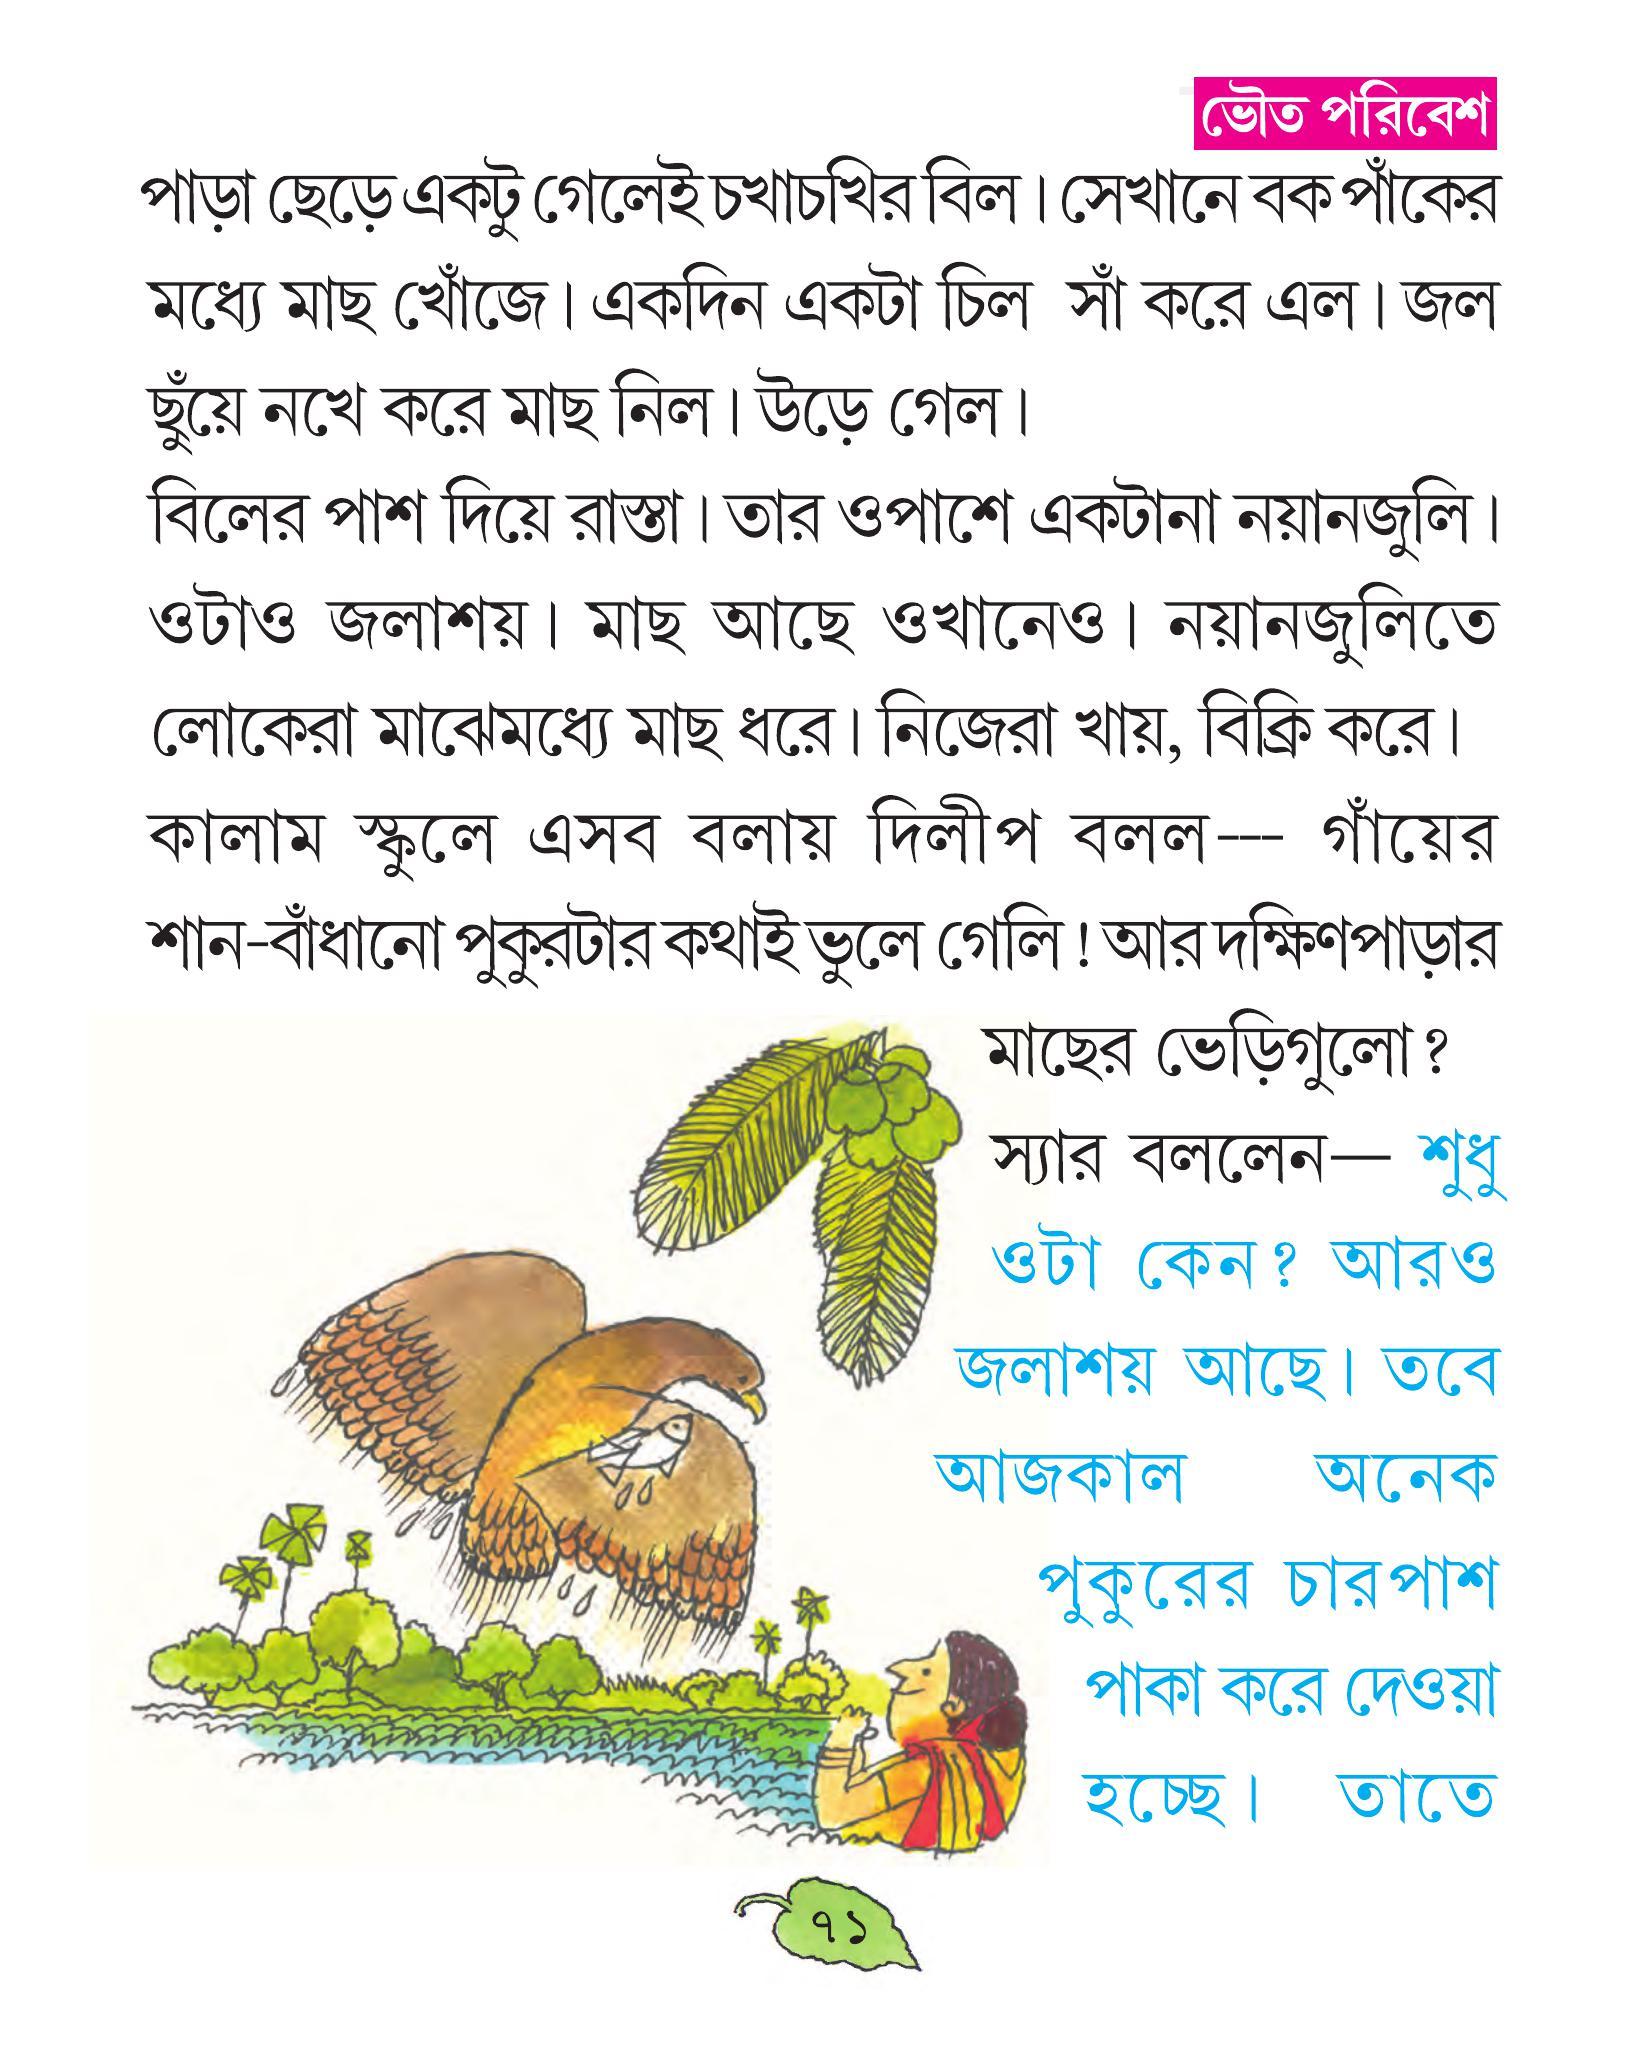 ভৌত পরিবেশ
পাড়া ছেড়ে একটু গেলেই চখাচখির বিল। সেখানে বক পাঁকের
মধ্যে মাছ খোঁজে। একদিন একটা চিল সাঁ করে এল। জল
ছুঁয়ে নখে করে মাছ নিল। উড়ে গেল।
বিলের পাশ দিয়ে রাস্তা। তার ওপাশে একটানা নয়ানজুলি।
ওটাও জলাশয়। মাছ আছে ওখানেও। নয়ানজুলিতে
লোকেরা মাঝেমধ্যে মাছ ধরে। নিজেরা খায়, বিক্রি করে।
কালাম স্কুলে এসব বলায় দিলীপ বলল--- গাঁয়ের
শান-বাঁধানো পুকুরটার কথাই ভুলে গেলি! আর দক্ষিণপাড়ার
মাছের ভেড়িগুলো?
স্যার বললেন— শুধু
ওটা কেন? আরও
জলাশয় আছে। তবে
আজকাল অনেক
পুকুরের চারপাশ
পাকা করে দেওয়া
হচ্ছে। তাতে
৭১